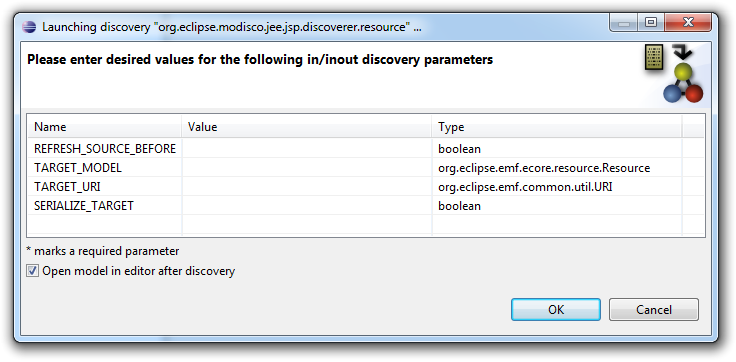 Launching discovery "org.eclipse.modisco.jee.jsp.discoverer.resource" ...
Please enter desired values for the following in/inout discovery parameters
Name Value Type
REFRESH_SOURCE_BEFORE boolean
TARGET_MODEL org.eclipse.emf.ecore.resource.Resource
TARGET_URI org.eclipse.emf.common.util.URI
SERIALIZE_TARGET boolean
* marks a required parameter
Open model in editor after discovery
OK Cancel